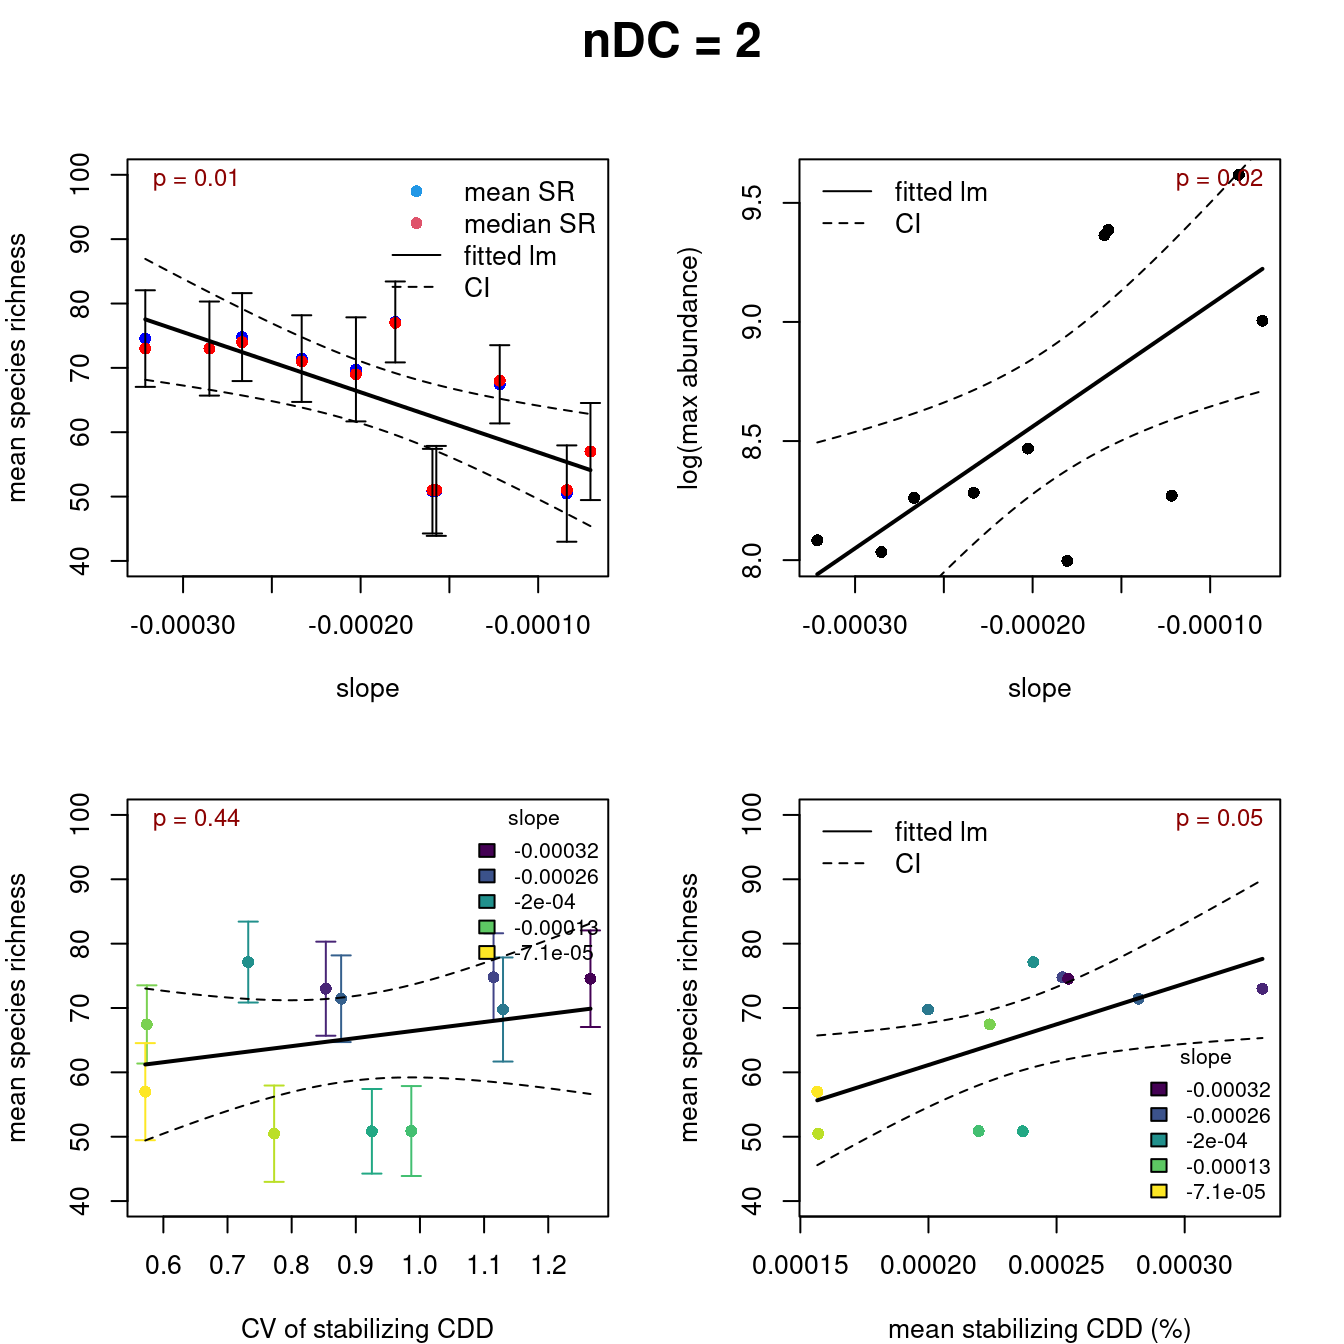 nDC = 2
p = 0.01
mean SR
median SR
fitted lm
CI
mean species richness
40 50 60 70 80 90 100
-0.00030 -0.00020 -0.00010
slope
p = 0.02
fitted lm
CI
log(max abundance)
8.0 8.5 9.0 9.5
-0.00030 -0.00020 -0.00010
slope
p = 0.44
slope
-0.00032
-0.00026
-2e-04
-0.00013
-7.1e-05
mean species richness
40 50 60 70 80 90 100
0.6 0.7 0.8 0.9 1.0 1.1 1.2
CV of stabilizing CDD
p = 0.05
fitted lm
CI
slope
-0.00032
-0.00026
-2e-04
-0.00013
-7.1e-05
mean species richness
40 50 60 70 80 90 100
0.00015 0.00020 0.00025 0.00030
mean stabilizing CDD (%)